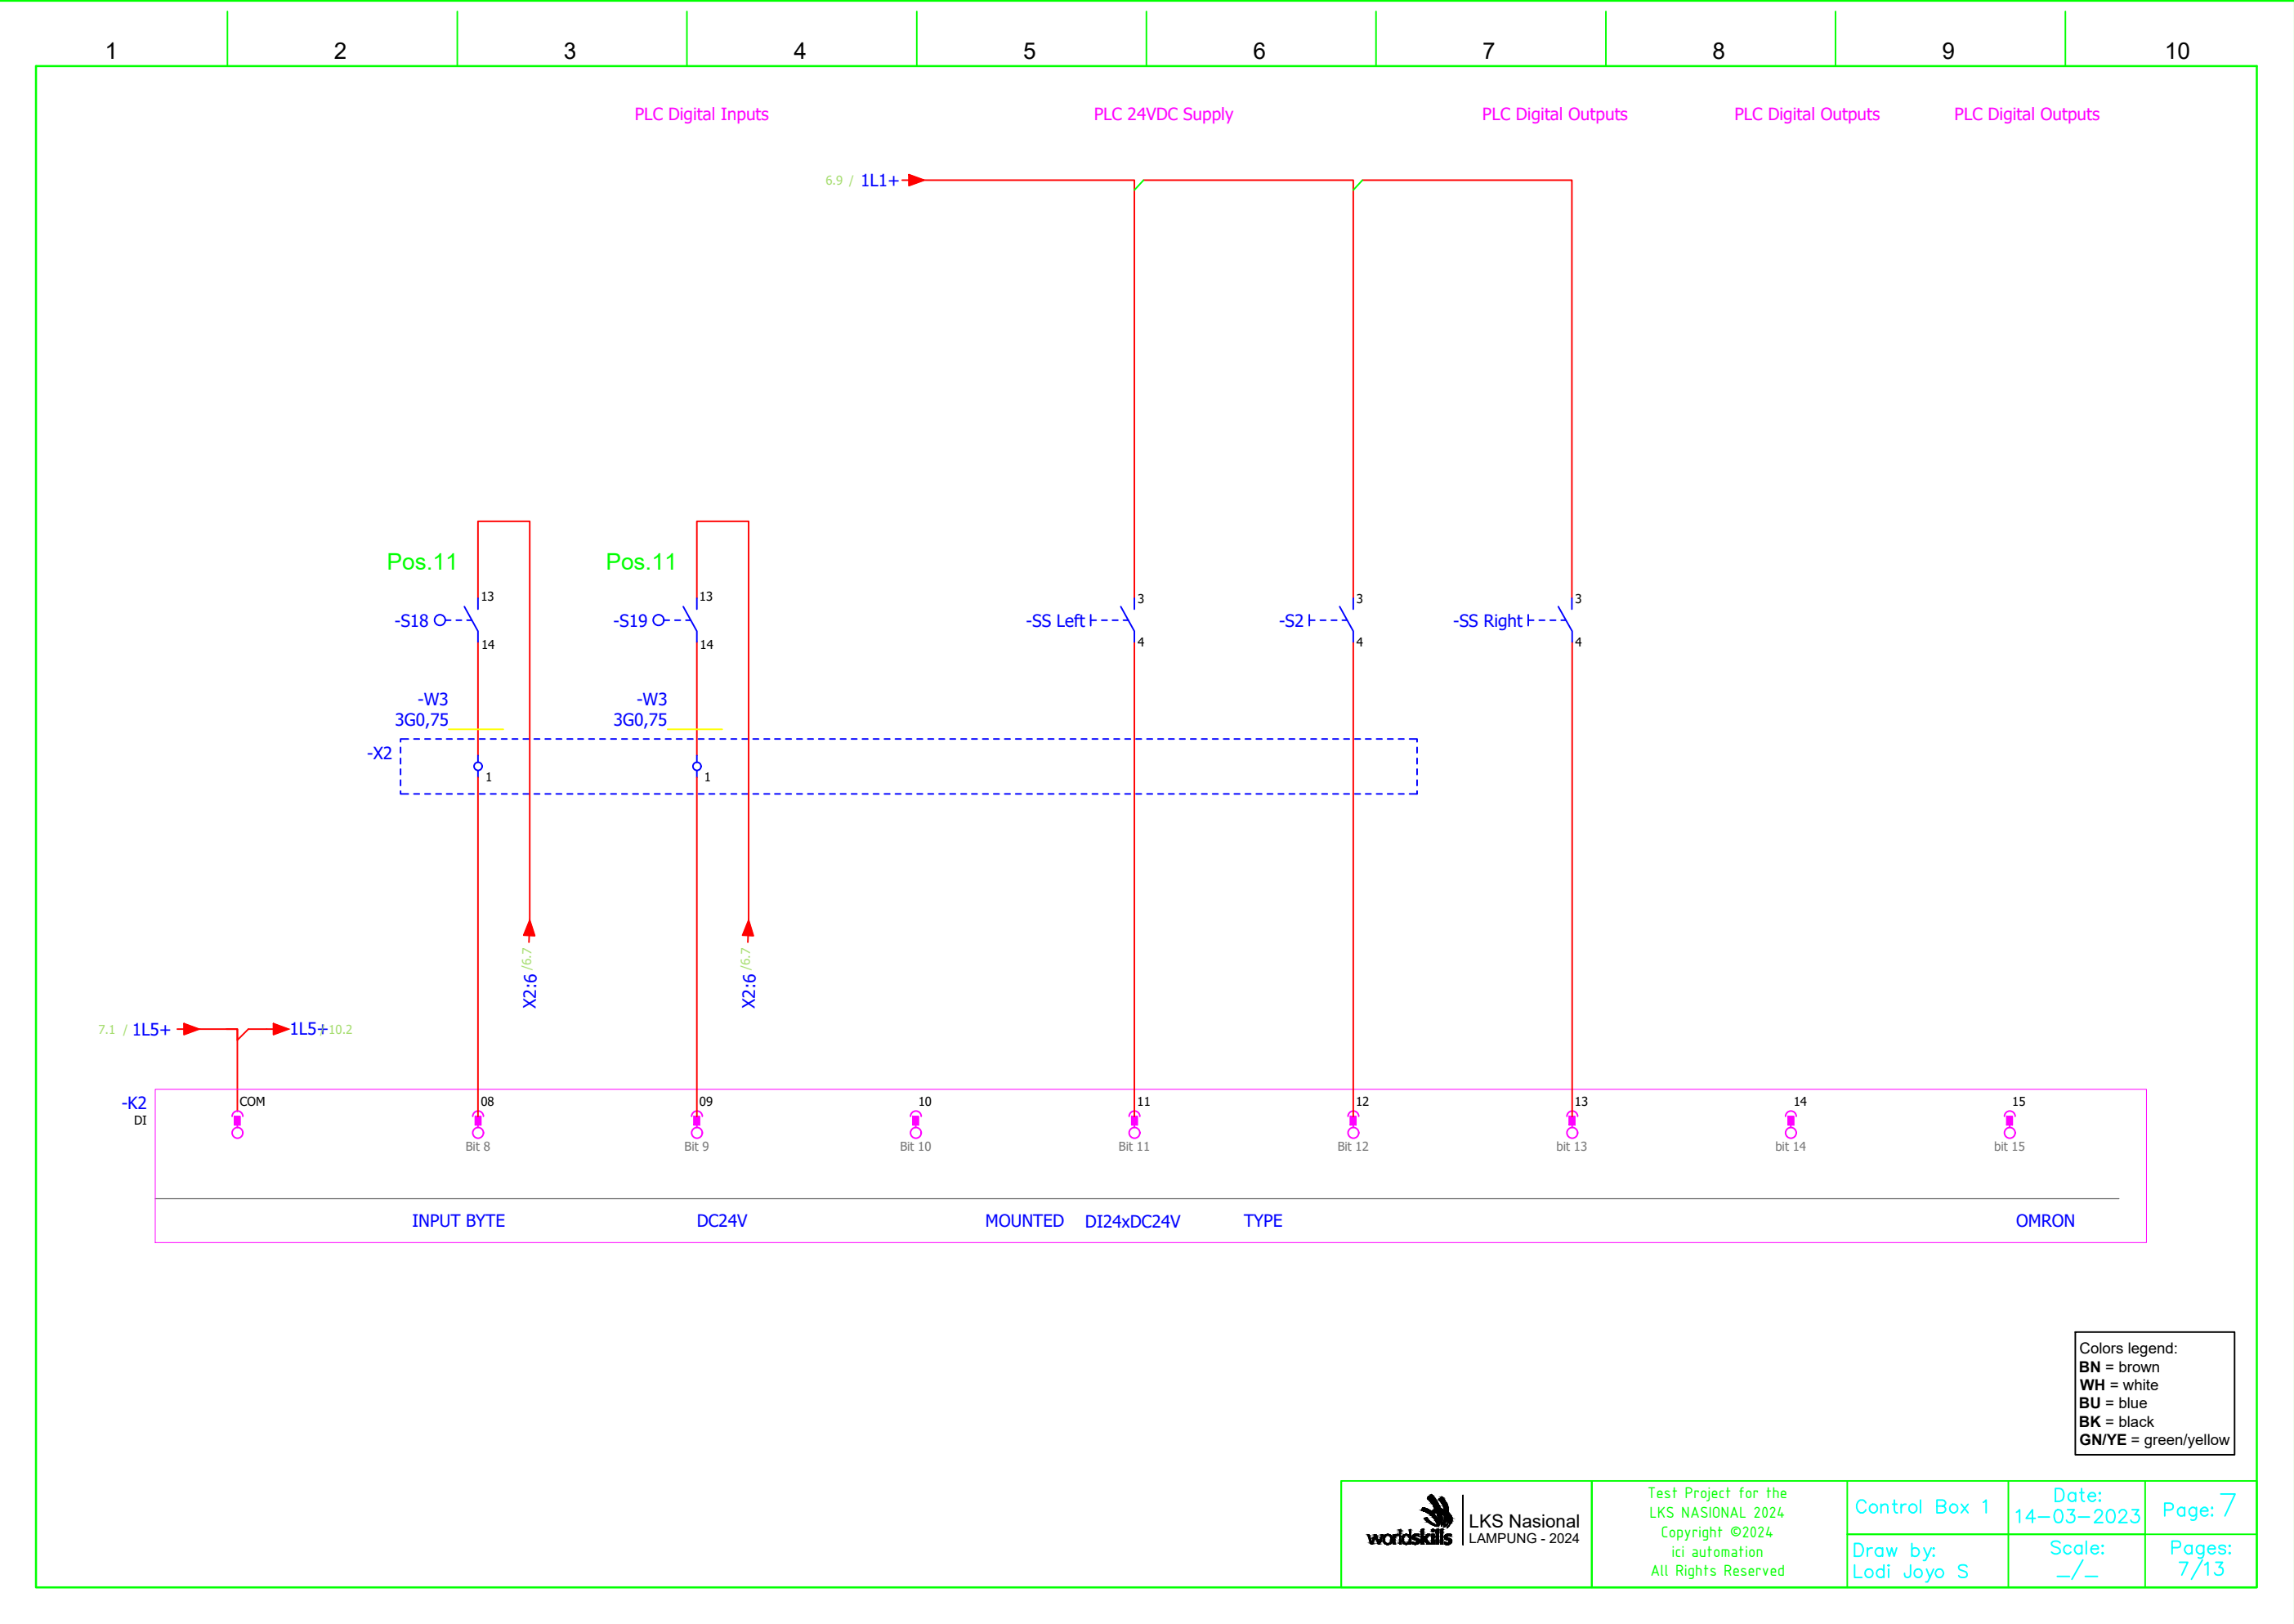 1 2 3 4 5 6 7 8 9 10
PLC Digital Inputs PLC 24VDC Supply PLC Digital Outputs PLC Digital Outputs PLC Digital Outputs
6.9 / 1L1+
Pos.11 Pos.11
13 13 3 3 3
-S18 -S19 -SS Left -S2 -SS Right
14 14 4 4 4
-W3 -W3
3G0,75 3G0,75
-X2
1 1
X2:6 /6.7 X2:6 /6.7
7.1 / 1L5+ 1L5+ / 10.2
-K2 COM 08 09 10 11 12 13 14 15
DI
Bit 8 Bit 9 Bit 10 Bit 11 Bit 12 bit 13 bit 14 bit 15
INPUT BYTE DC24V MOUNTED DI24xDC24V TYPE OMRON
Colors legend:
BN = brown
WH = white
BU = blue
BK = black
GN/YE = green/yellow
worldskills
LKS Nasional
LAMPUNG - 2024
Test Project for the
LKS NASIONAL 2024
Copyright ©2024
ici automation
All Rights Reserved
Control Box 1
Date:
14-03-2023
Page: 7
Draw by:
Lodi Joyo S
Scale:
_/_
Pages:
7/13